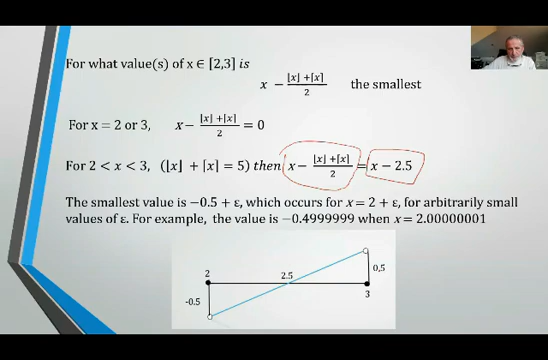 For what value(s) of x ∈ [2,3] is
x − (⌊x⌋ + ⌈x⌉)/2 the smallest
For x = 2 or 3, x − (⌊x⌋ + ⌈x⌉)/2 = 0
For 2 < x < 3, (⌊x⌋ + ⌈x⌉ = 5) then x − (⌊x⌋ + ⌈x⌉)/2 = x − 2.5
The smallest value is −0.5 + ε, which occurs for x = 2 + ε, for arbitrarily small
values of ε. For example, the value is −0.4999999 when x = 2.00000001
2
2.5
0,5
-0.5
3